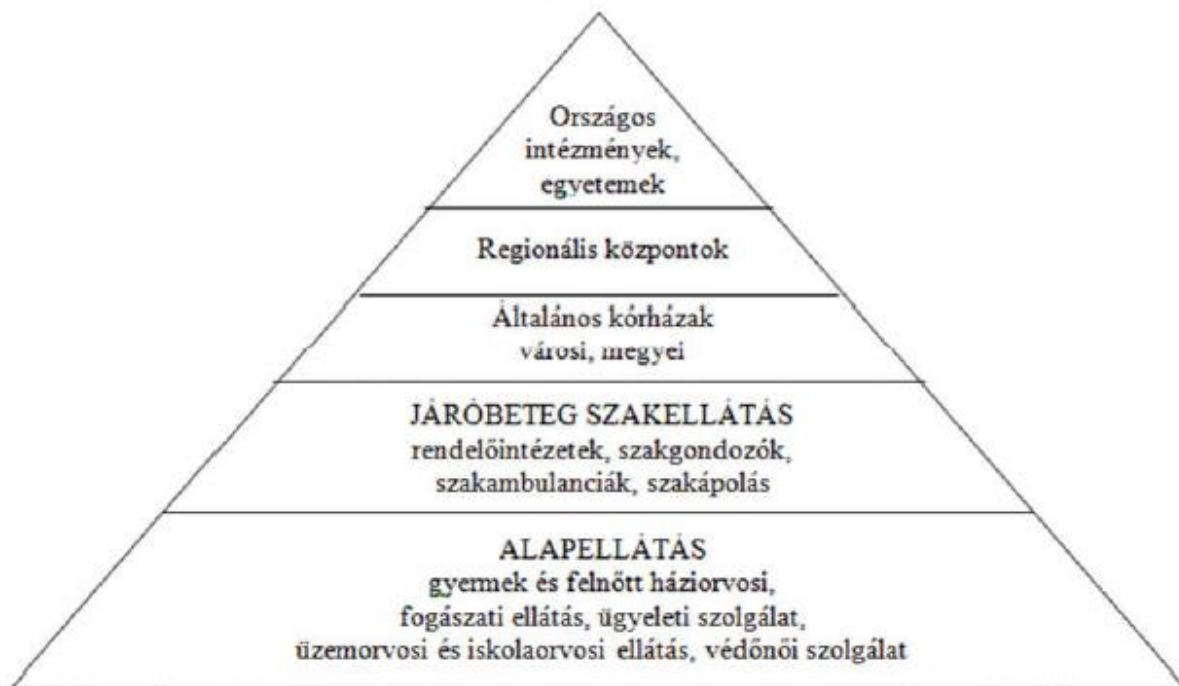 Országos
intézmények,
egyetemek
Regionális központok
Általános kórházak
városi, megyei
JÁRÓBETEG SZAKELLÁTÁS
rendelőintézetek, szakgondozók,
szakambulanciák, szakápolás
ALAPELLÁTÁS
gyermek és felnőtt háziorvosi,
fogászati ellátás, ügyeleti szolgálat,
üzemorvosi és iskolaorvosi ellátás, védőnői szolgálat